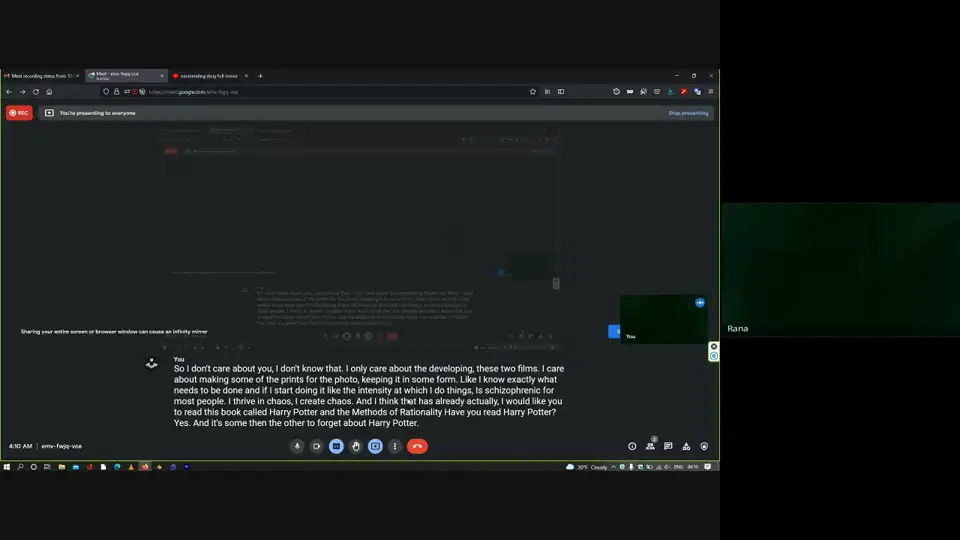 Meet recording status from 10/
Meet - emv-fwjq-vce
neverending story full movie
https://meet.google.com/emv-fwjq-vce
REC
You're presenting to everyone
Stop presenting
Sharing your entire screen or browser window can cause an infinity mirror
You
Rana
You
So I don't care about you, I don't know that. I only care about the developing, these two films. I care
about making some of the prints for the photo, keeping it in some form. Like I know exactly what
needs to be done and if I start doing it like the intensity at which I do things, Is schizophrenic for
most people. I thrive in chaos, I create chaos. And I think that has already actually, I would like you
to read this book called Harry Potter and the Methods of Rationality Have you read Harry Potter?
Yes. And it's some then the other to forget about Harry Potter.
4:10 AM | emv-fwjq-vce
2
30°F Cloudy
ENG
04:10